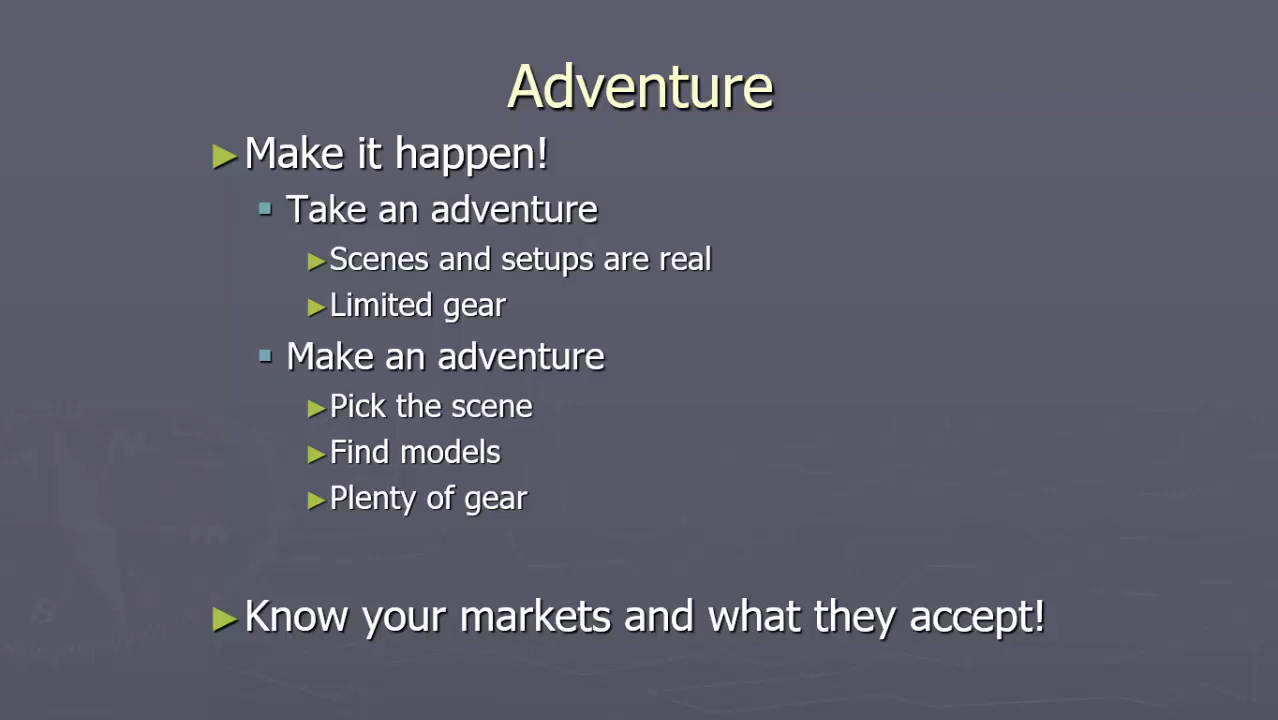 Adventure
►Make it happen!
▪ Take an adventure
►Scenes and setups are real
►Limited gear
▪ Make an adventure
►Pick the scene
►Find models
►Plenty of gear
►Know your markets and what they accept!